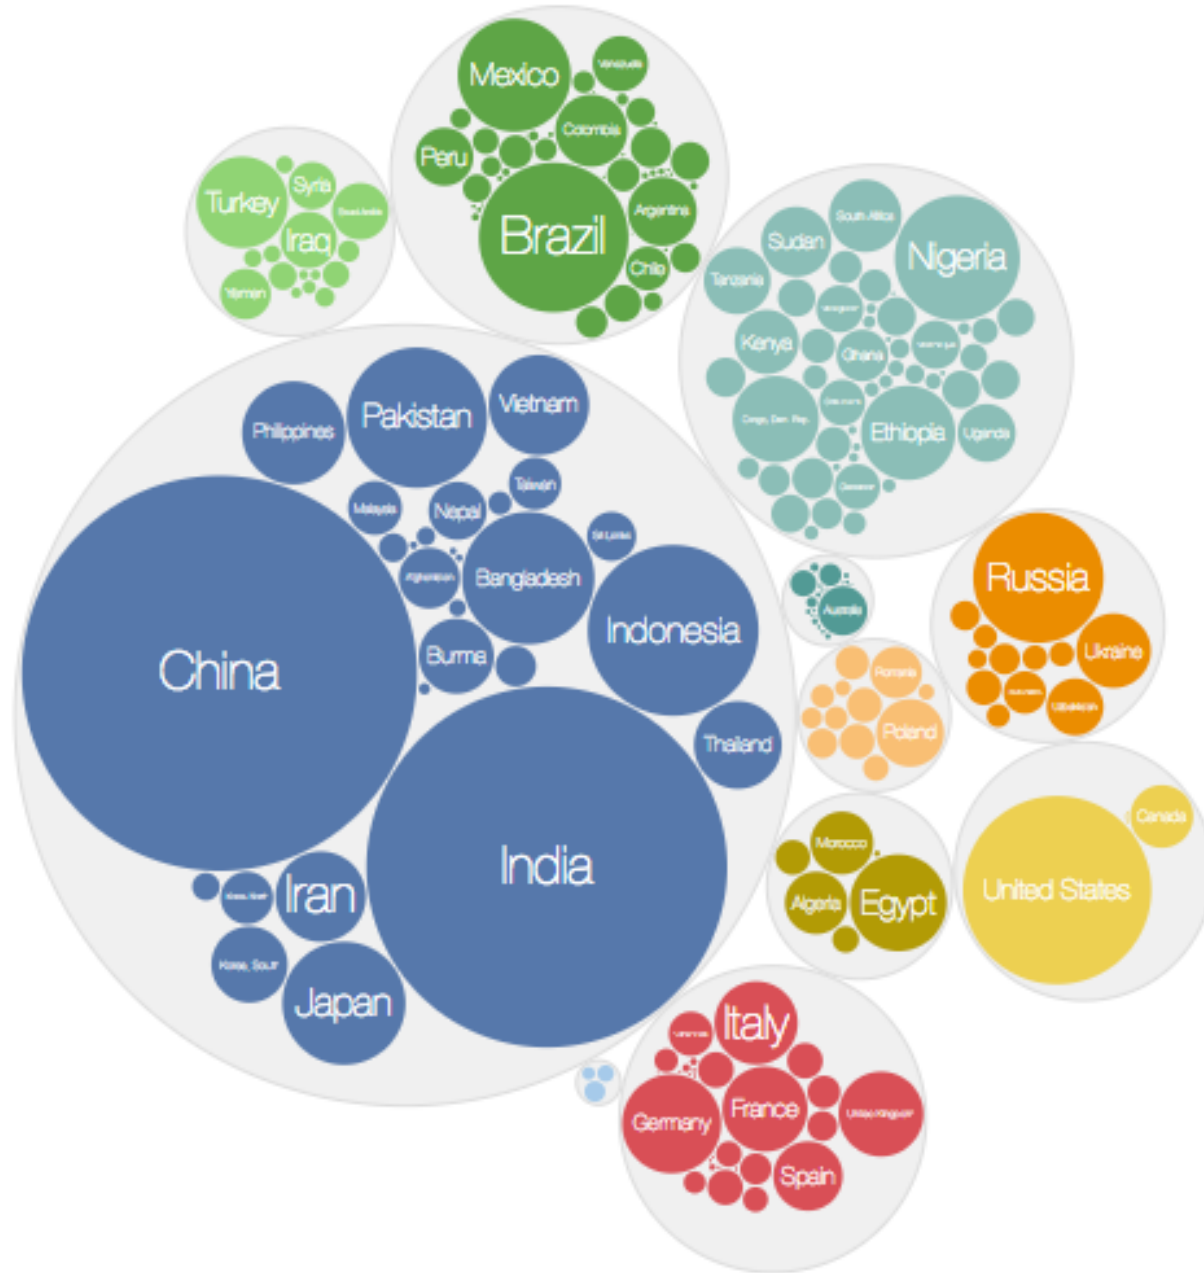 Mexico
Venezuela
Colombia
Peru
Brazil
Argentina
Chile
Turkey
Syria
Saudi Arabia
Iraq
Yemen
South Africa
Sudan
Nigeria
Tanzania
Kenya
Ghana
Congo, Dem. Rep.
Ethiopia
Uganda
Cameroon
Pakistan
Vietnam
Philippines
Taiwan
Malaysia
Nepal
Sri Lanka
Afghanistan
Bangladesh
Indonesia
Burma
China
Thailand
India
Iran
Korea, North
Korea, South
Japan
Australia
Russia
Ukraine
Uzbekistan
Romania
Poland
Canada
United States
Morocco
Algeria
Egypt
Italy
France
Germany
United Kingdom
Spain